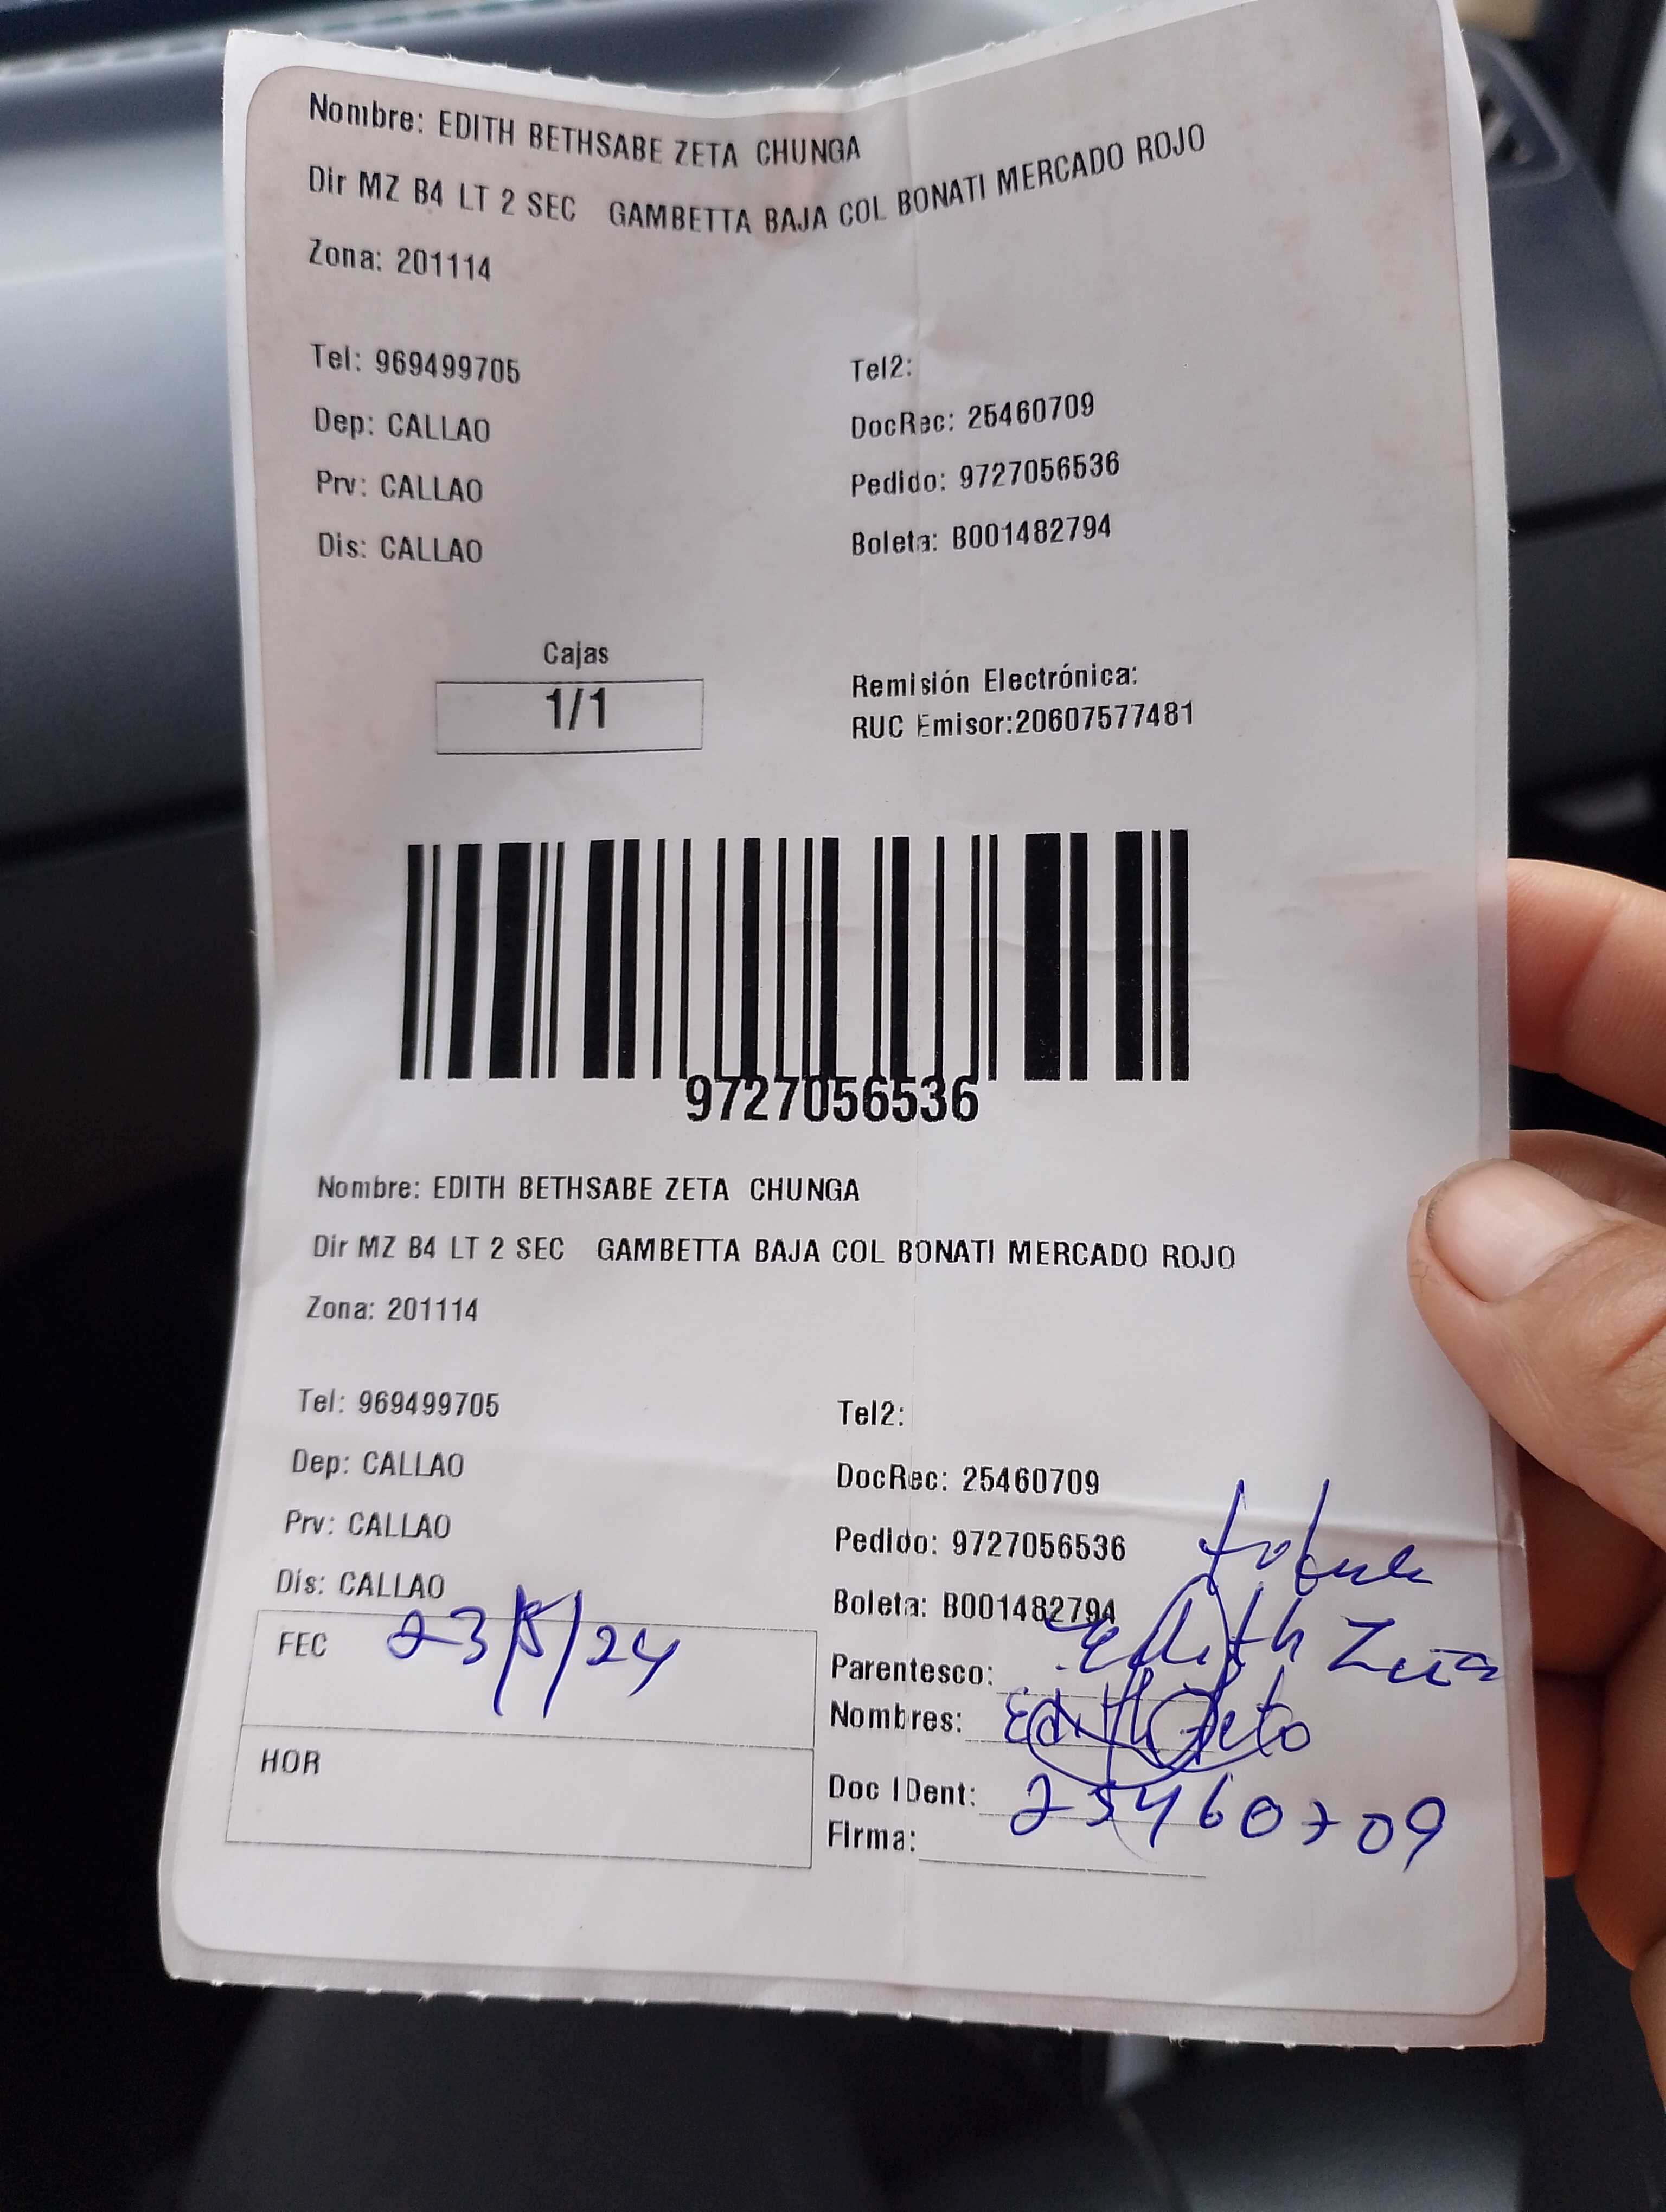 Nombre: EDITH BETHSABE ZETA CHUNGA
Dir MZ B4 LT 2 SEC GAMBETTA BAJA COL BONATI MERCADO ROJO
Zona: 201114
Tel: 969499705 Tel2:
Dep: CALLAO DocRec: 25460709
Prv: CALLAO Pedido: 9727056536
Dis: CALLAO Boleta: B001482794
Cajas
1/1
Remisión Electrónica:
RUC Emisor:20607577481
9727056536
Nombre: EDITH BETHSABE ZETA CHUNGA
Dir MZ B4 LT 2 SEC GAMBETTA BAJA COL BONATI MERCADO ROJO
Zona: 201114
Tel: 969499705 Tel2:
Dep: CALLAO DocRec: 25460709
Prv: CALLAO Pedido: 9727056536
Dis: CALLAO Boleta: B001482794
FEC 23/5/24
HOR
Parentesco: Edith Zeta
Nombres: Edith Zeta
Doc IDent: 25460709
Firma: